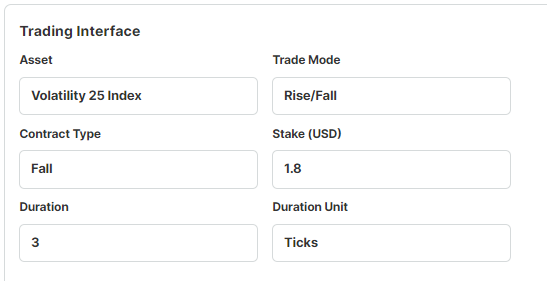 Trading Interface
Asset
Trade Mode
Volatility 25 Index
Rise/Fall
Contract Type
Stake (USD)
Fall
1.8
Duration
Duration Unit
3
Ticks